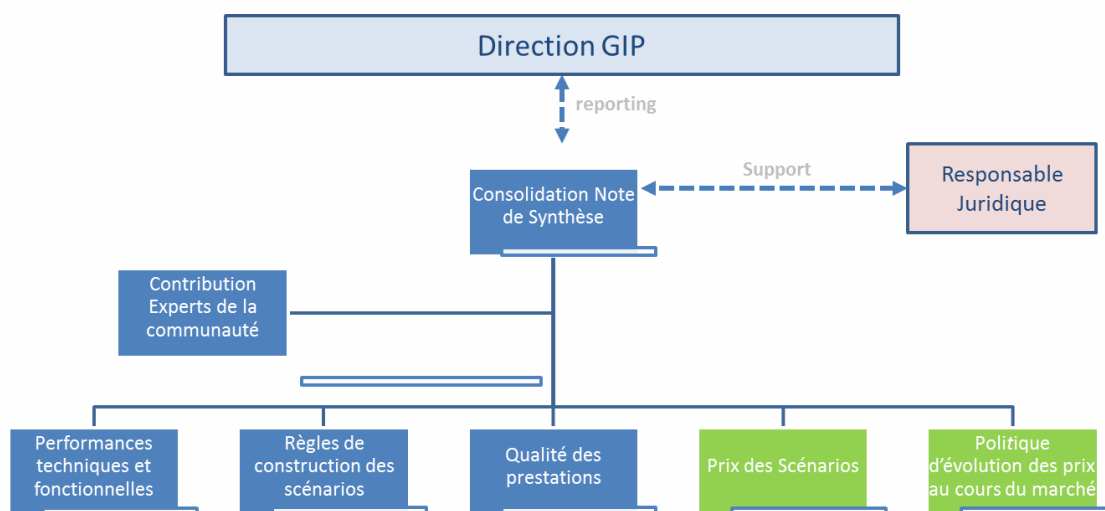 Direction GIP
reporting
Support
Responsable
Juridique
Consolidation Note
de Synthèse
Contribution
Experts de la
communauté
Performances
techniques et
fonctionnelles
Règles de
construction des
scénarios
Qualité des
prestations
Prix des Scénarios
Politique
d'évolution des prix
au cours du marché